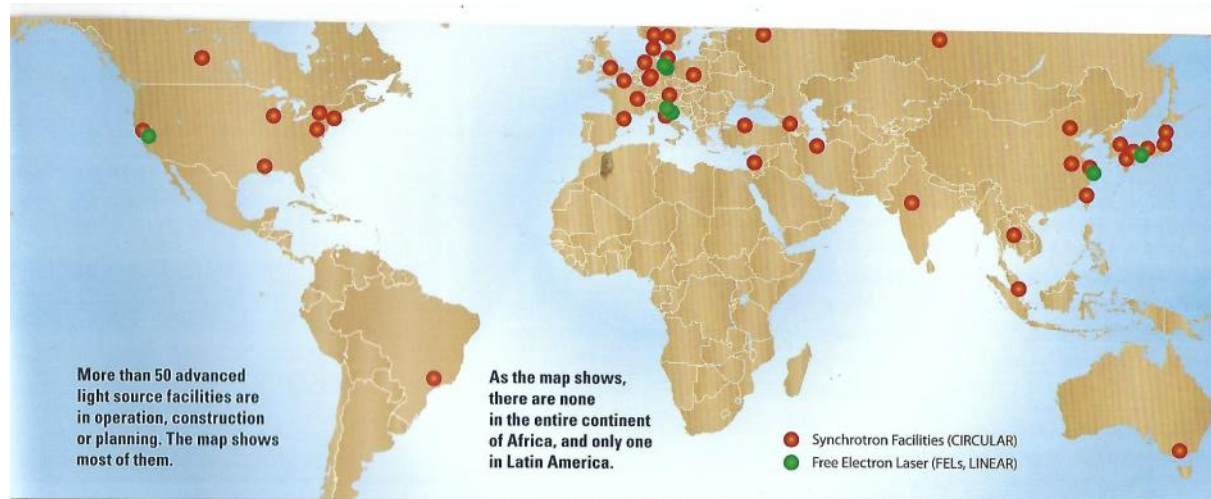 More than 50 advanced
light source facilities are
in operation, construction
or planning. The map shows
most of them.
As the map shows,
there are none
in the entire continent
of Africa, and only one
in Latin America.
Synchrotron Facilities (CIRCULAR)
Free Electron Laser (FELs, LINEAR)